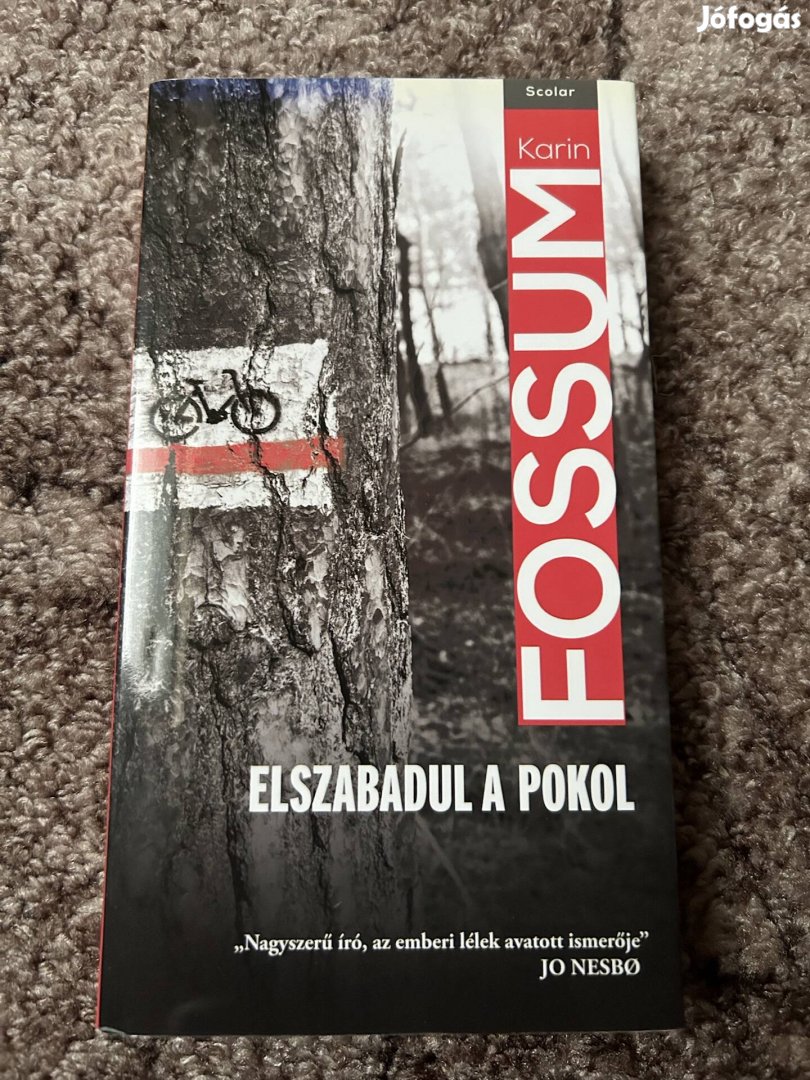 Jófogás
Scolar
Karin
FOSSUM
ELSZABADUL A POKOL
„Nagyszerű író, az emberi lélek avatott ismerője”
JO NESBØ